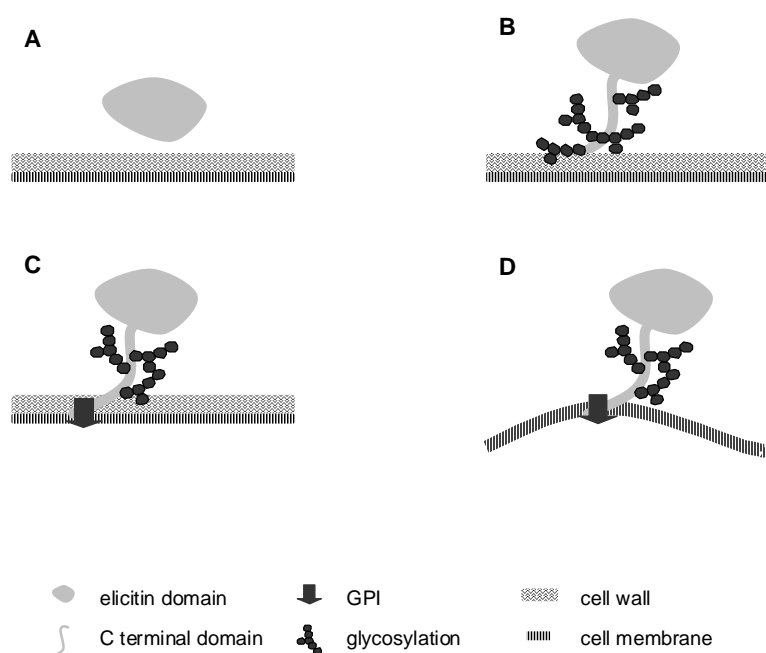 A
B
C
D
elicitin domain
GPI
cell wall
C terminal domain
glycosylation
cell membrane